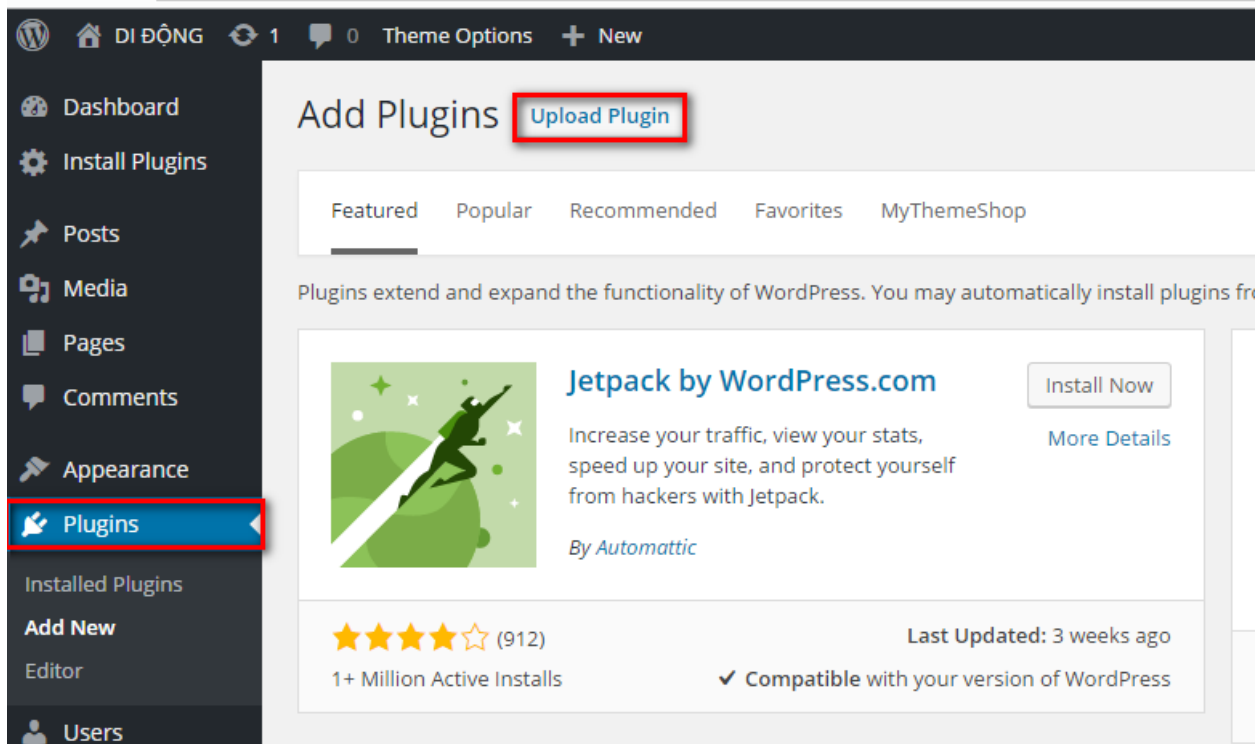 DI ĐỘNG 1 0 Theme Options New
Dashboard
Install Plugins
Posts
Media
Pages
Comments
Appearance
Plugins
Installed Plugins
Add New
Editor
Users
Add Plugins Upload Plugin
Featured Popular Recommended Favorites MyThemeShop
Plugins extend and expand the functionality of WordPress. You may automatically install plugins
Jetpack by WordPress.com
Install Now
More Details
Increase your traffic, view your stats,
speed up your site, and protect yourself
from hackers with Jetpack.
By Automattic
(912)
1+ Million Active Installs
Last Updated: 3 weeks ago
✔ Compatible with your version of WordPress